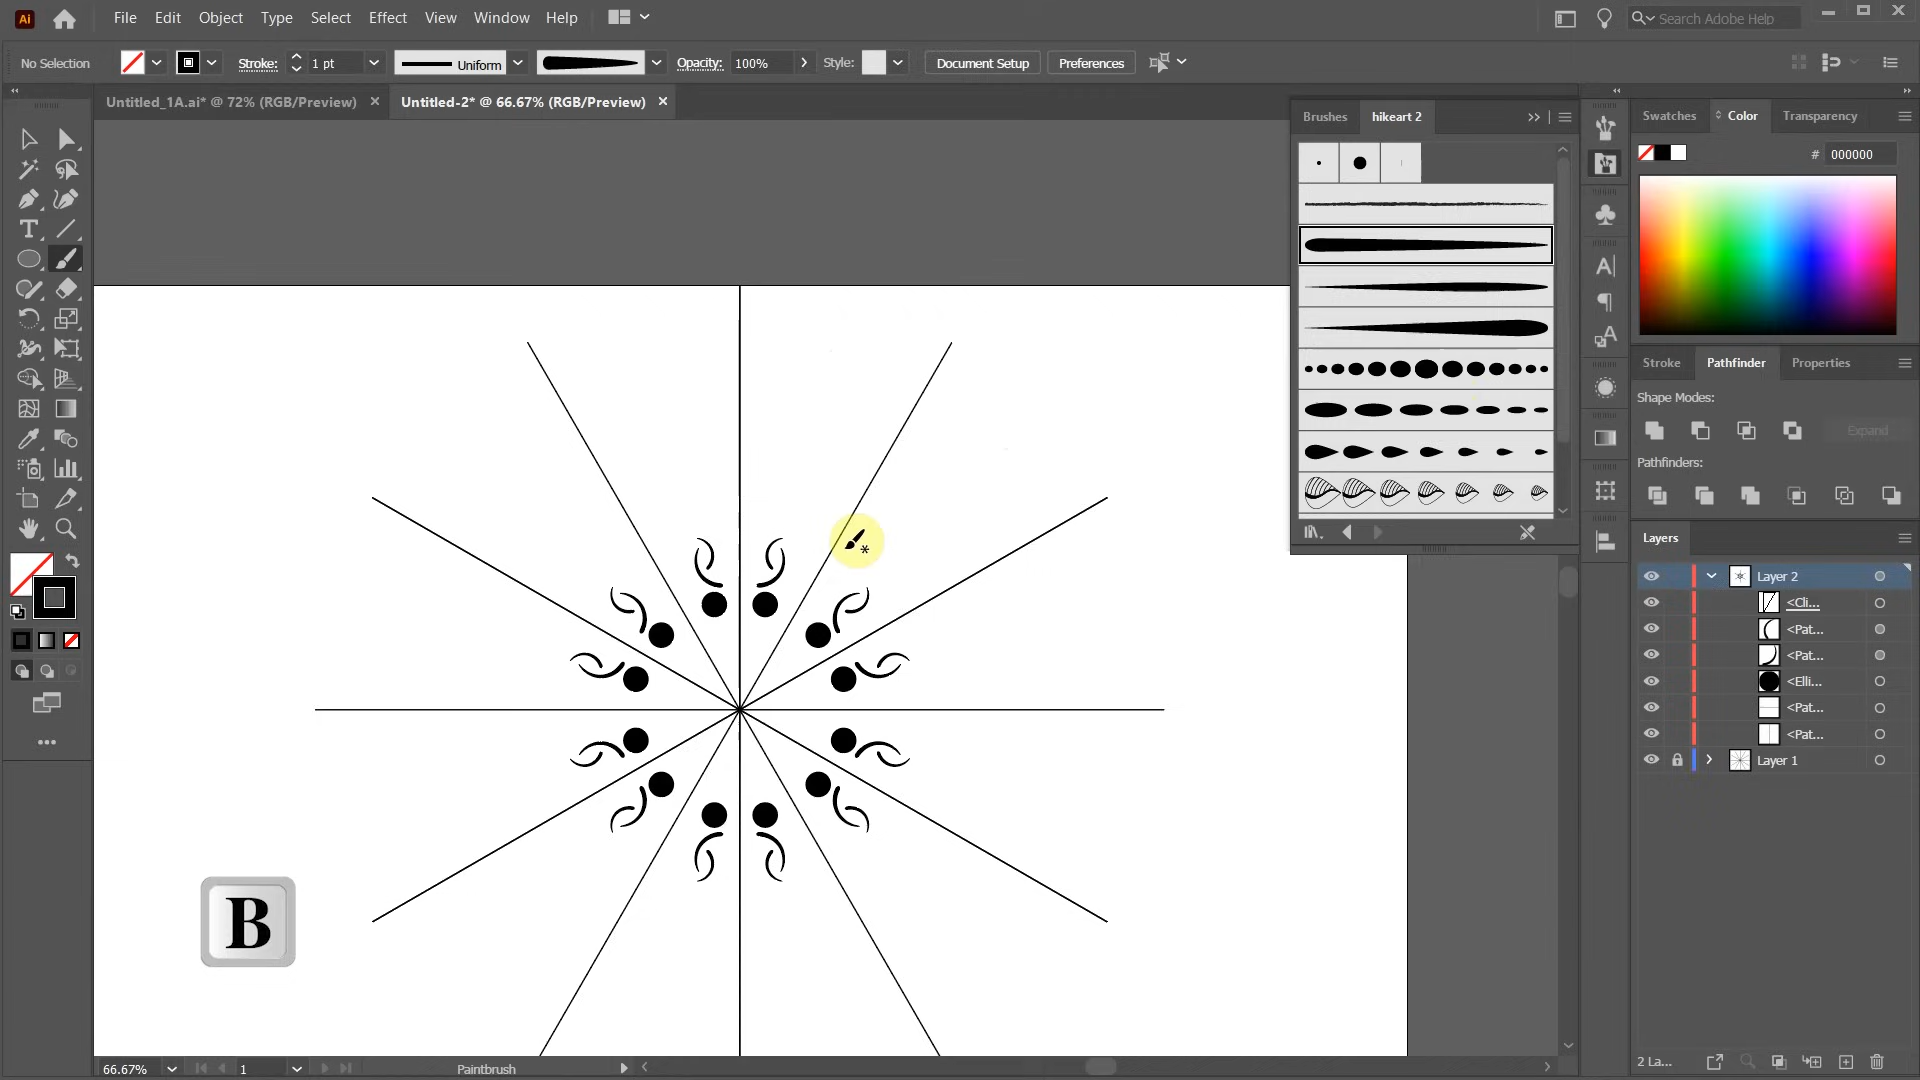 Ai File Edit Object Type Select Effect View Window Help Search Adobe Help
No Selection Stroke: 1 pt Uniform Opacity: 100% Style: Document Setup Preferences
Untitled_1A.ai* @ 72% (RGB/Preview) × Untitled-2* @ 66.67% (RGB/Preview) ×
Brushes hikeart 2
Swatches Color Transparency
# 000000
Stroke Pathfinder Properties
Shape Modes:
Expand
Pathfinders:
Layers
Layer 2
<Cli...
<Pat...
<Pat...
<Elli...
<Pat...
<Pat...
Layer 1
B
66.67% 1 Paintbrush
2 La...